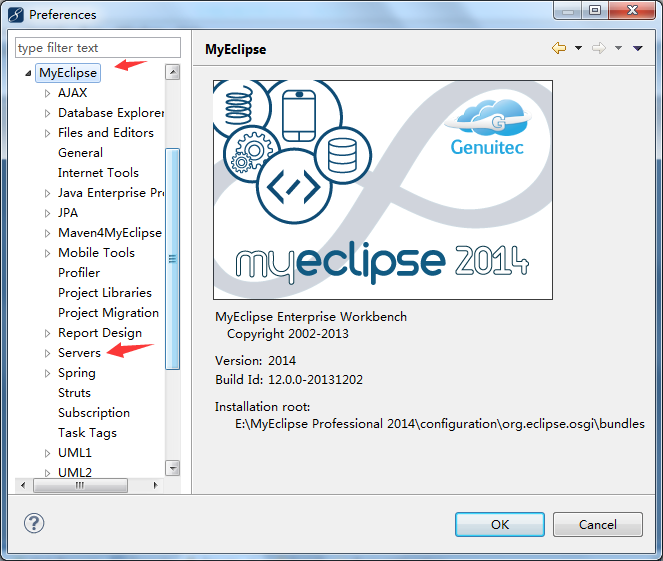 Preferences
type filter text
MyEclipse
AJAX
Database Explorer
Files and Editors
General
Internet Tools
Java Enterprise Pro
JPA
Maven4MyEclipse
Mobile Tools
Profiler
Project Libraries
Project Migration
Report Design
Servers
Spring
Struts
Subscription
Task Tags
UML1
UML2
MyEclipse
G
Genuitec
myeclipse 2014
MyEclipse Enterprise Workbench
Copyright 2002-2013
Version: 2014
Build Id: 12.0.0-20131202
Installation root:
E:\MyEclipse Professional 2014\configuration\org.eclipse.osgi\bundles
?
OK
Cancel